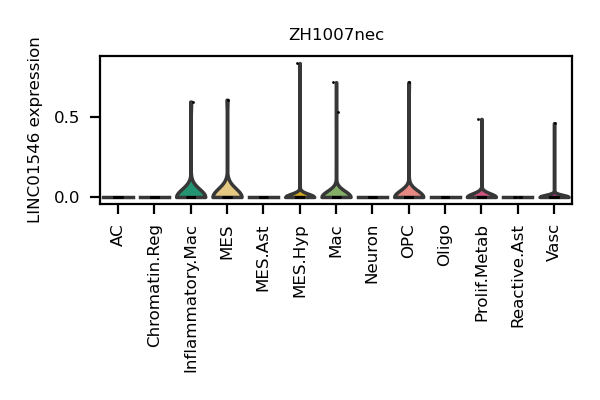 ZH1007nec
LINC01546 expression
0.5
0.0
AC
Chromatin.Reg
Inflammatory.Mac
MES
MES.Ast
MES.Hyp
Mac
Neuron
OPC
Oligo
Prolif.Metab
Reactive.Ast
Vasc